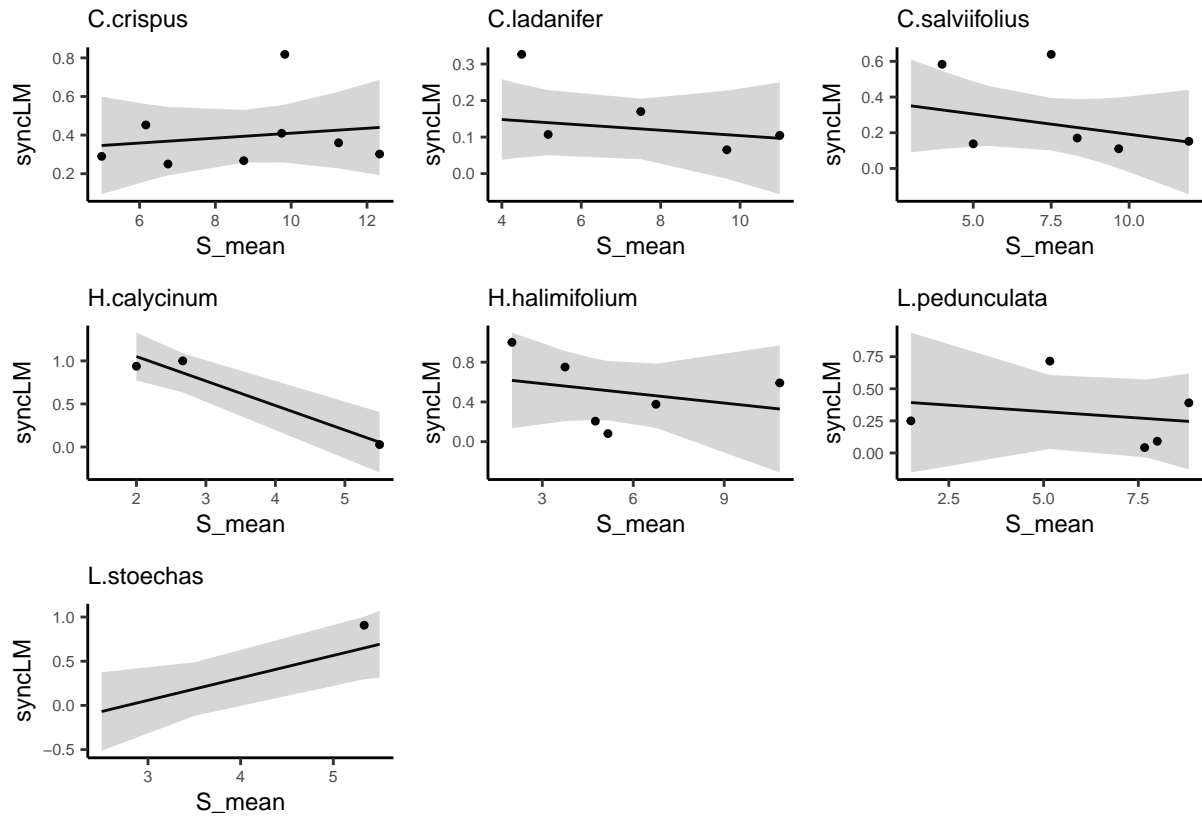 C.crispus
syncLM
0.8
0.6
0.4
0.2
6 8 10 12
S_mean
C.ladanifer
syncLM
0.3
0.2
0.1
0.0
4 6 8 10
S_mean
C.salviifolius
syncLM
0.6
0.4
0.2
0.0
5.0 7.5 10.0
S_mean
H.calycinum
syncLM
1.0
0.5
0.0
2 3 4 5
S_mean
H.halimifolium
syncLM
0.8
0.4
0.0
3 6 9
S_mean
L.pedunculata
syncLM
0.75
0.50
0.25
0.00
2.5 5.0 7.5
S_mean
L.stoechas
syncLM
1.0
0.5
0.0
−0.5
3 4 5
S_mean